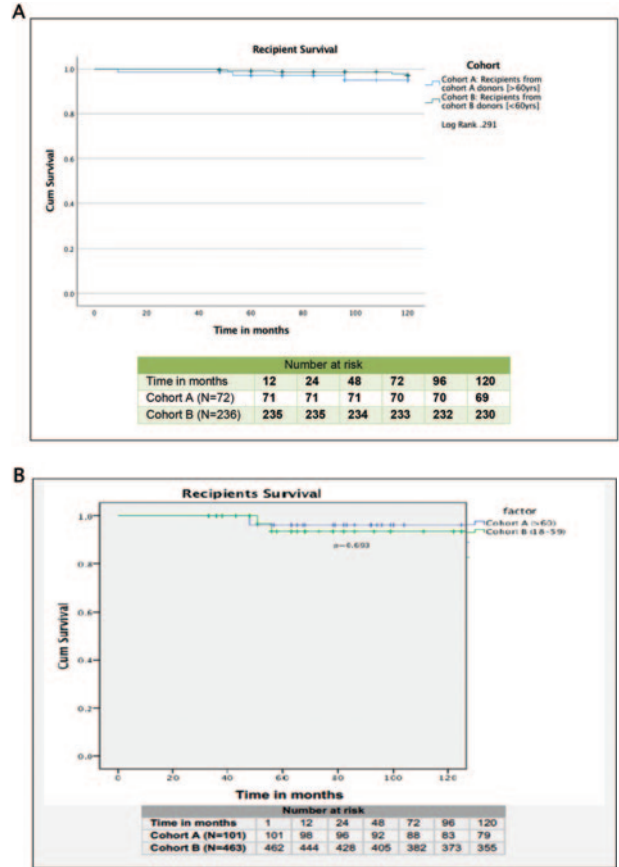 A
Recipient Survival
Cohort
Cohort A: Recipients from
cohort A donors [>60yrs]
Cohort B: Recipients from
cohort B donors [<60yrs]
Log Rank .291
1.0
0.8
0.6
0.4
0.2
0.0
Cum Survival
0 20 40 60 80 100 120
Time in months
Number at risk
Time in months 12 24 48 72 96 120
Cohort A (N=72) 71 71 71 70 70 69
Cohort B (N=236) 235 235 234 233 232 230
B
Recipients Survival
factor
Cohort A (>60)
Cohort B (18-59)
1.0
0.8
0.6
0.4
0.2
0.0
Cum Survival
0 20 40 60 80 100 120
Time in months
Number at risk
Time in months 1 12 24 48 72 96 120
Cohort A (N=101) 101 98 96 92 88 83 79
Cohort B (N=463) 462 444 428 405 382 373 355